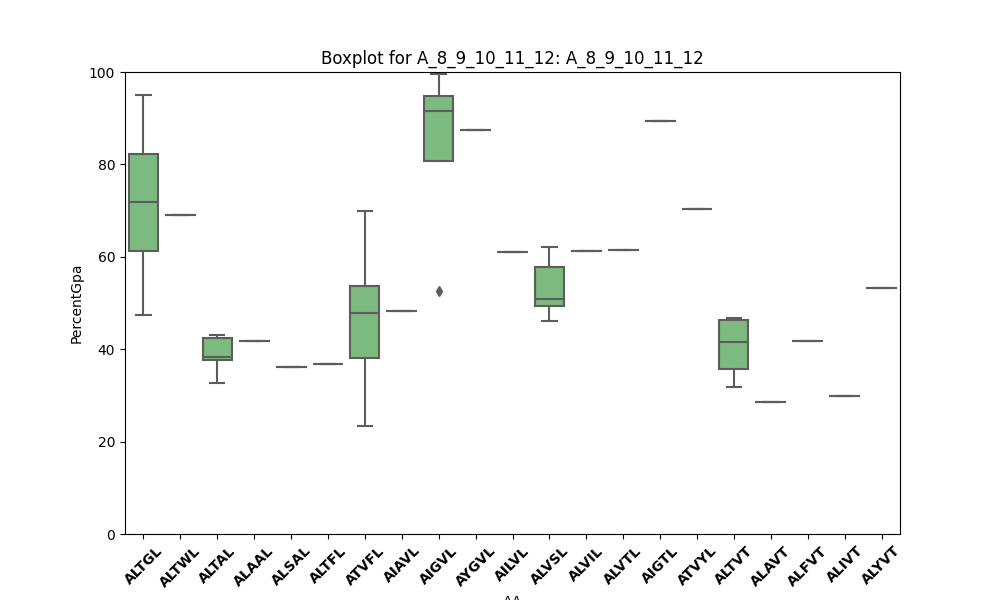 Boxplot for A_8_9_10_11_12: A_8_9_10_11_12
PercentGpa
100
80
60
40
20
0
ALTGL ALTWL ALTAL ALAAL ALSAL ALTFL ATVFL AIAVL AIGVL AYGVL AILVL ALVSL ALVIL ALVTL AIGTL ATVYL ALTVT ALAVT ALFVT ALIVT ALYVT
AA